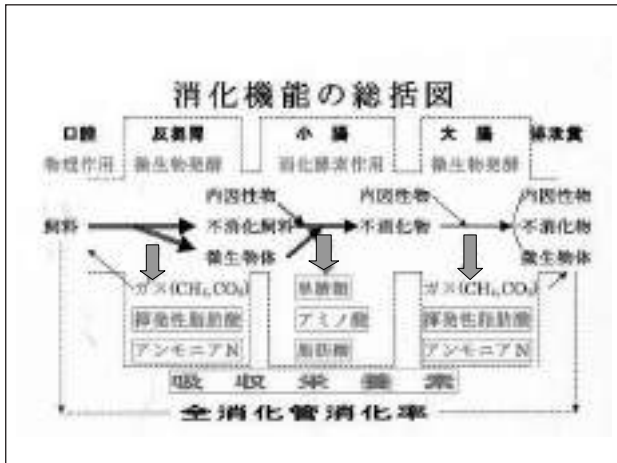 消化機能の総括図
口腔 反芻胃 小腸 大腸 排泄糞
物理作用 微生物発酵 消化酵素作用 微生物発酵
内因性物 内因性物 内因性物
飼料 不消化飼料 不消化物 不消化物
微生物体 微生物体
ガス(CH₄,CO₂) 単糖類 ガス(CH₄,CO₂)
揮発性脂肪酸 アミノ酸 揮発性脂肪酸
アンモニアN 脂肪酸 アンモニアN
吸収栄養素
全消化管消化率